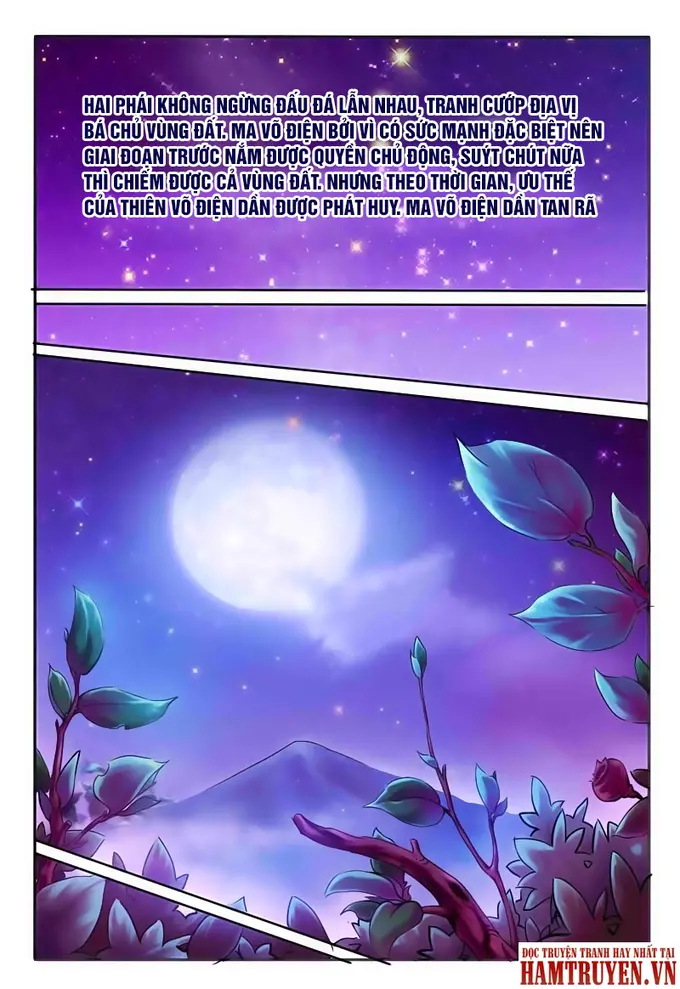 HAI PHÁI KHÔNG NGỪNG ĐẤU ĐÁ LẪN NHAU, TRANH CƯỚP ĐỊA VỊ
BÁ CHỦ VÙNG ĐẤT. MA VÕ ĐIỆN BỞI VÌ CÓ SỨC MẠNH ĐẶC BIỆT NÊN
GIAI ĐOAN TRƯỚC NẮM ĐƯỢC QUYỀN CHỦ ĐỘNG, SUÝT CHÚT NỮA
THÌ CHIẾM ĐƯỢC CẢ VÙNG ĐẤT. NHƯNG THEO THỜI GIAN, ƯU THẾ
CỦA THIÊN VÕ ĐIỆN DẦN ĐƯỢC PHÁT HUY. MA VÕ ĐIỆN DẦN TAN RÃ
ĐỌC TRUYỆN TRANH HAY NHẤT TẠI
HAMTRUYEN.VN